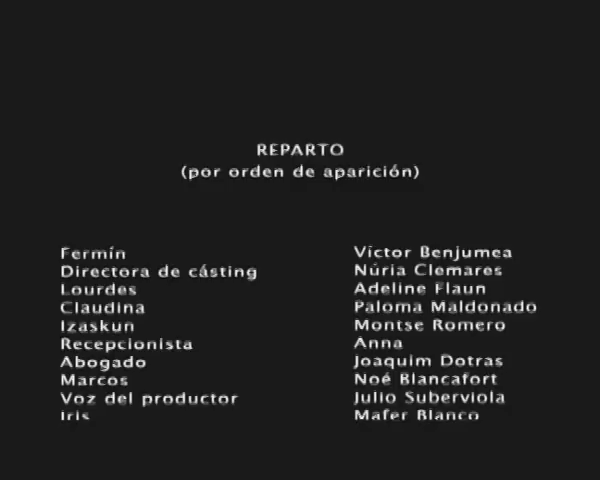 REPARTO
(por orden de aparición)
Fermín Víctor Benjumea
Directora de cásting Núria Clemares
Lourdes Adeline Flaun
Claudina Paloma Maldonado
Izaskun Montse Romero
Recepcionista Anna
Abogado Joaquim Dotras
Marcos Noé Blancafort
Voz del productor Julio Suberviola
Iris Mafer Blanco